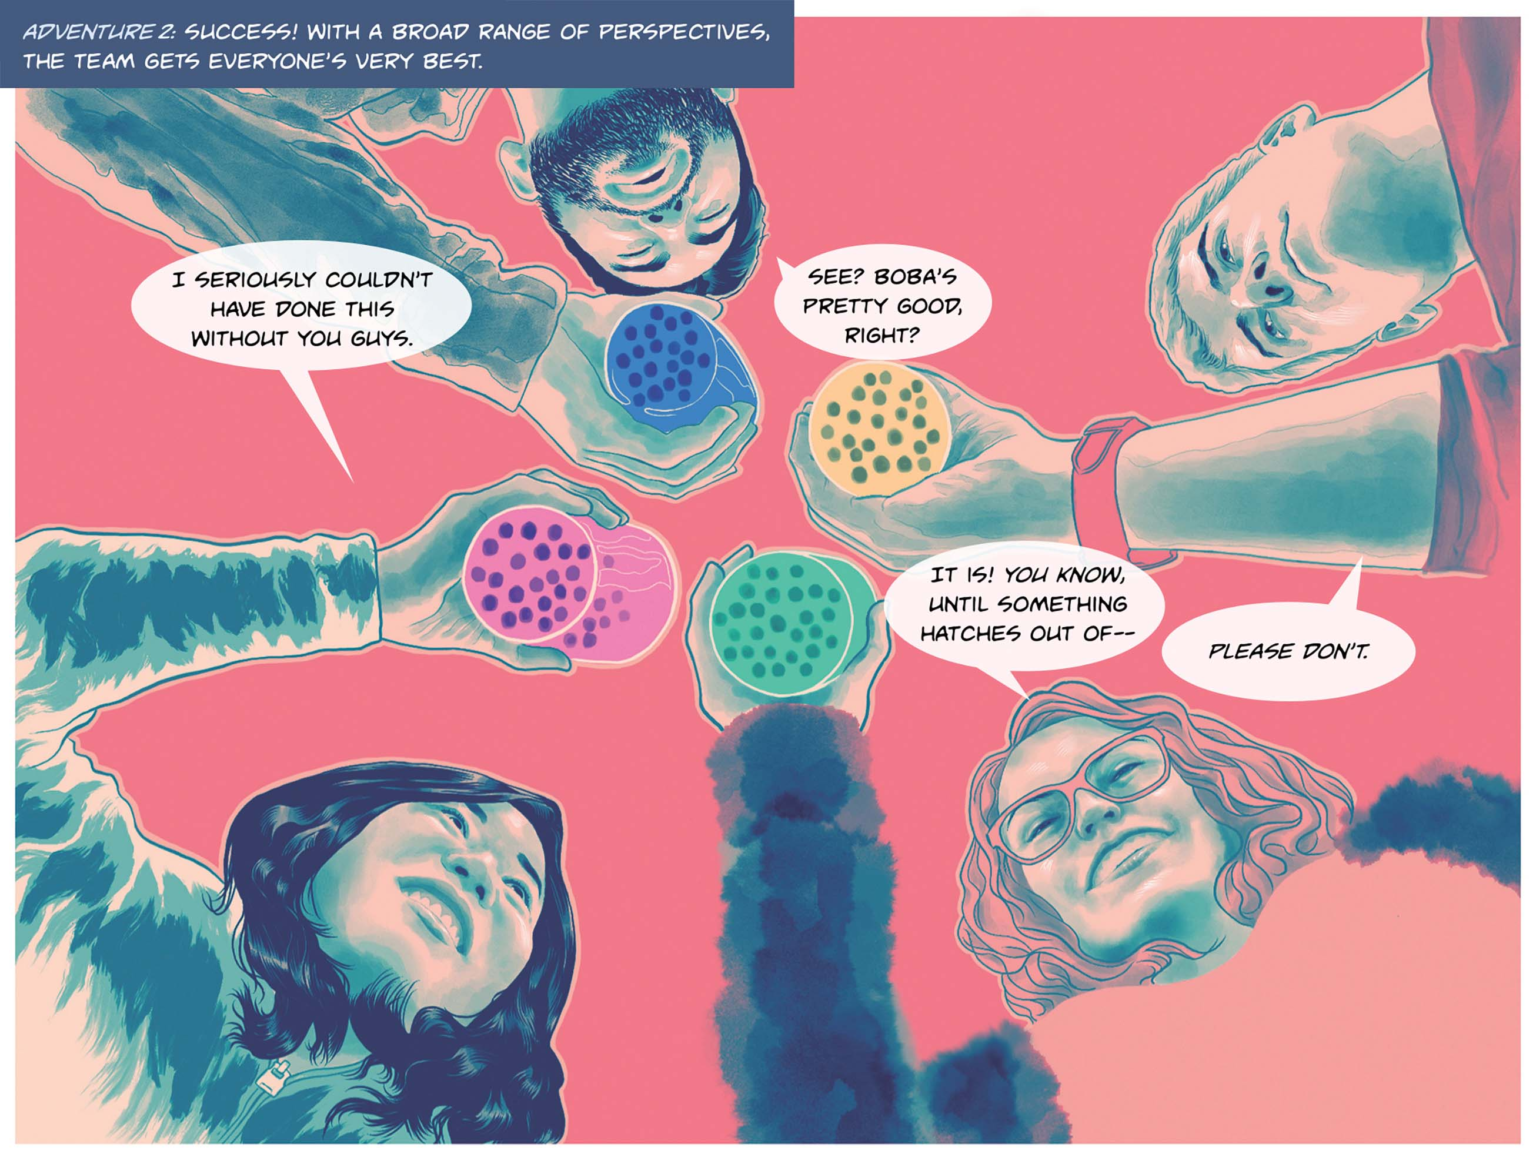 ADVENTURE 2: SUCCESS! WITH A BROAD RANGE OF PERSPECTIVES,
THE TEAM GETS EVERYONE'S VERY BEST.
I SERIOUSLY COULDN'T
HAVE DONE THIS
WITHOUT YOU GUYS.
SEE? BOBA'S
PRETTY GOOD,
RIGHT?
IT IS! YOU KNOW,
UNTIL SOMETHING
HATCHES OUT OF--
PLEASE DON'T.